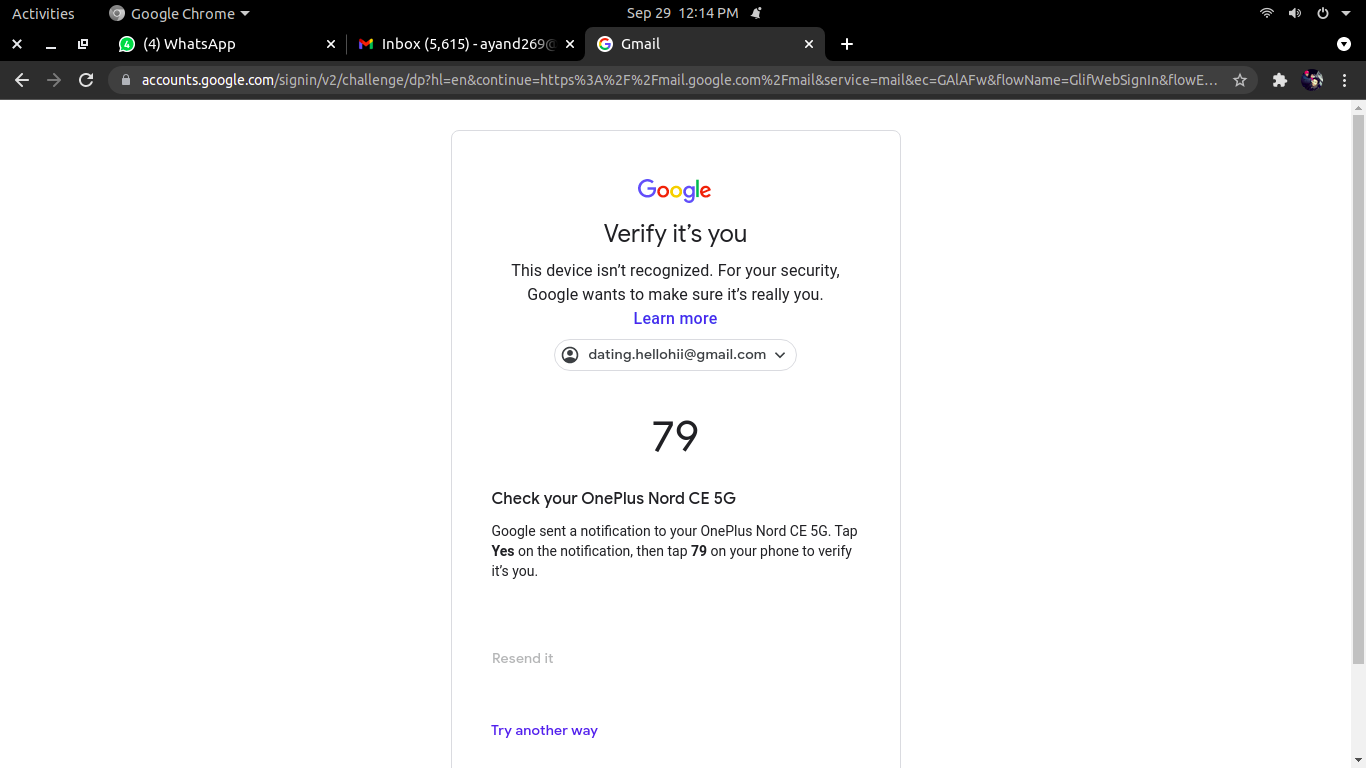 Activities Google Chrome Sep 29 12:14 PM
(4) WhatsApp Inbox (5,615) - ayand269@ Gmail
accounts.google.com/signin/v2/challenge/dp?hl=en&continue=https%3A%2F%2Fmail.google.com%2Fmail&service=mail&ec=GAlAFw&flowName=GlifWebSignIn&flowE...
Google
Verify it's you
This device isn't recognized. For your security,
Google wants to make sure it's really you.
Learn more
dating.hellohii@gmail.com
79
Check your OnePlus Nord CE 5G
Google sent a notification to your OnePlus Nord CE 5G. Tap
Yes on the notification, then tap 79 on your phone to verify
it's you.
Resend it
Try another way